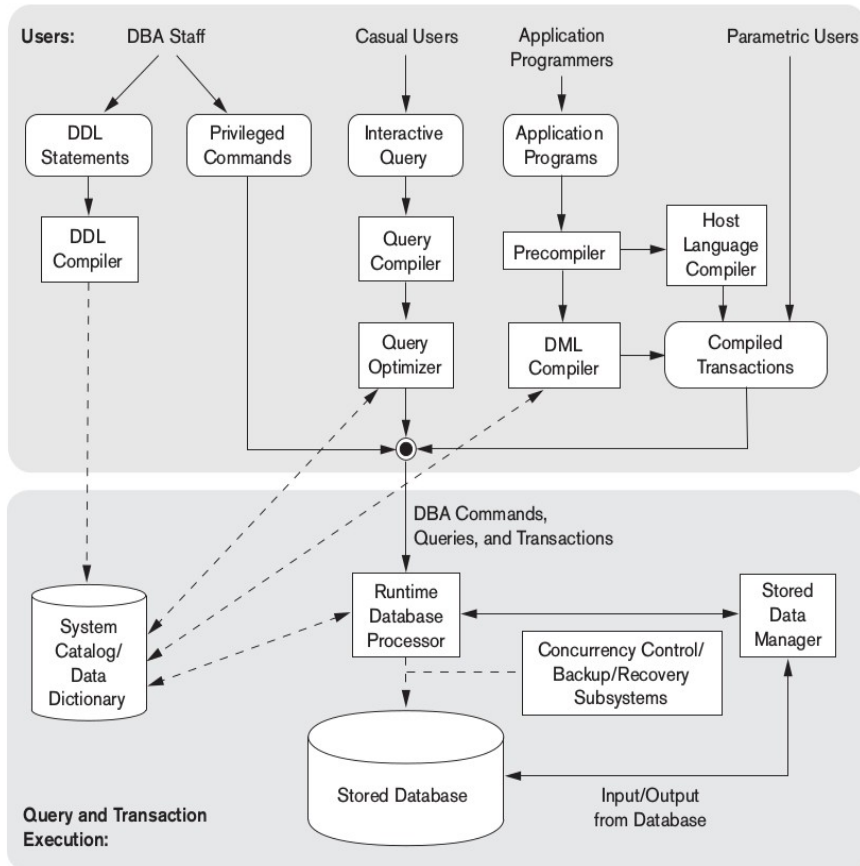 Users:
DBA Staff
Casual Users
Application
Programmers
Parametric Users
DDL
Statements
Privileged
Commands
Interactive
Query
Application
Programs
DDL
Compiler
Query
Compiler
Precompiler
Host
Language
Compiler
Query
Optimizer
DML
Compiler
Compiled
Transactions
DBA Commands,
Queries, and Transactions
System
Catalog/
Data
Dictionary
Runtime
Database
Processor
Stored
Data
Manager
Concurrency Control/
Backup/Recovery
Subsystems
Stored Database
Input/Output
from Database
Query and Transaction
Execution: